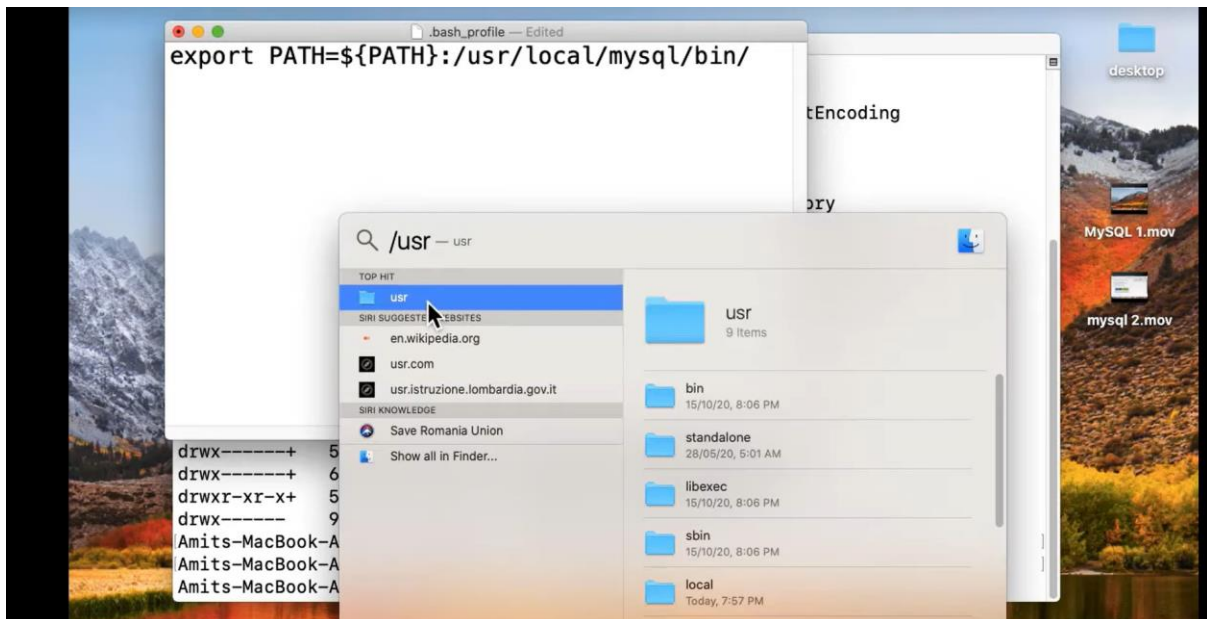 .bash_profile — Edited
export PATH=${PATH}:/usr/local/mysql/bin/
tEncoding
ory
/usr — usr
TOP HIT
usr
SIRI SUGGESTED WEBSITES
en.wikipedia.org
usr.com
usr.istruzione.lombardia.gov.it
SIRI KNOWLEDGE
Save Romania Union
Show all in Finder...
usr
9 Items
bin
15/10/20, 8:06 PM
standalone
28/05/20, 5:01 AM
libexec
15/10/20, 8:06 PM
sbin
15/10/20, 8:06 PM
local
Today, 7:57 PM
drwx------+ 5
drwx------+ 6
drwxr-xr-x+ 5
drwx------ 9
[Amits-MacBook-A ]
[Amits-MacBook-A ]
Amits-MacBook-A
desktop
MySQL 1.mov
mysql 2.mov